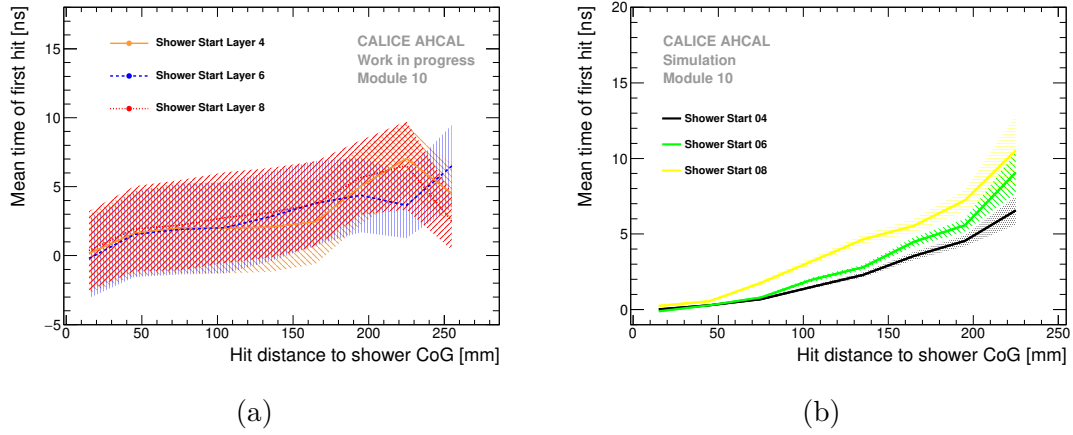 Mean time of first hit [ns]
15
10
5
0
−5
Shower Start Layer 4
Shower Start Layer 6
Shower Start Layer 8
CALICE AHCAL
Work in progress
Module 10
0 50 100 150 200 250
Hit distance to shower CoG [mm]
(a)
Mean time of first hit [ns]
20
15
10
5
0
CALICE AHCAL
Simulation
Module 10
Shower Start 04
Shower Start 06
Shower Start 08
0 50 100 150 200 250
Hit distance to shower CoG [mm]
(b)